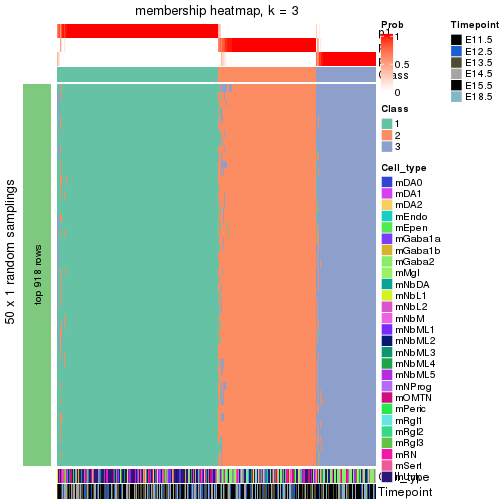 membership heatmap, k = 3
50 x 1 random samplings
top 918 rows
p1
Class
Timepoint
Prob
1
0.5
0
Class
1
2
3
Cell_type
mDA0
mDA1
mDA2
mEndo
mEpen
mGaba1a
mGaba1b
mGaba2
mMgl
mNbDA
mNbL1
mNbL2
mNbM
mNbML1
mNbML2
mNbML3
mNbML4
mNbML5
mNProg
mOMTN
mPeric
mRgl1
mRgl2
mRgl3
mRN
mSert
Timepoint
E11.5
E12.5
E13.5
E14.5
E15.5
E18.5